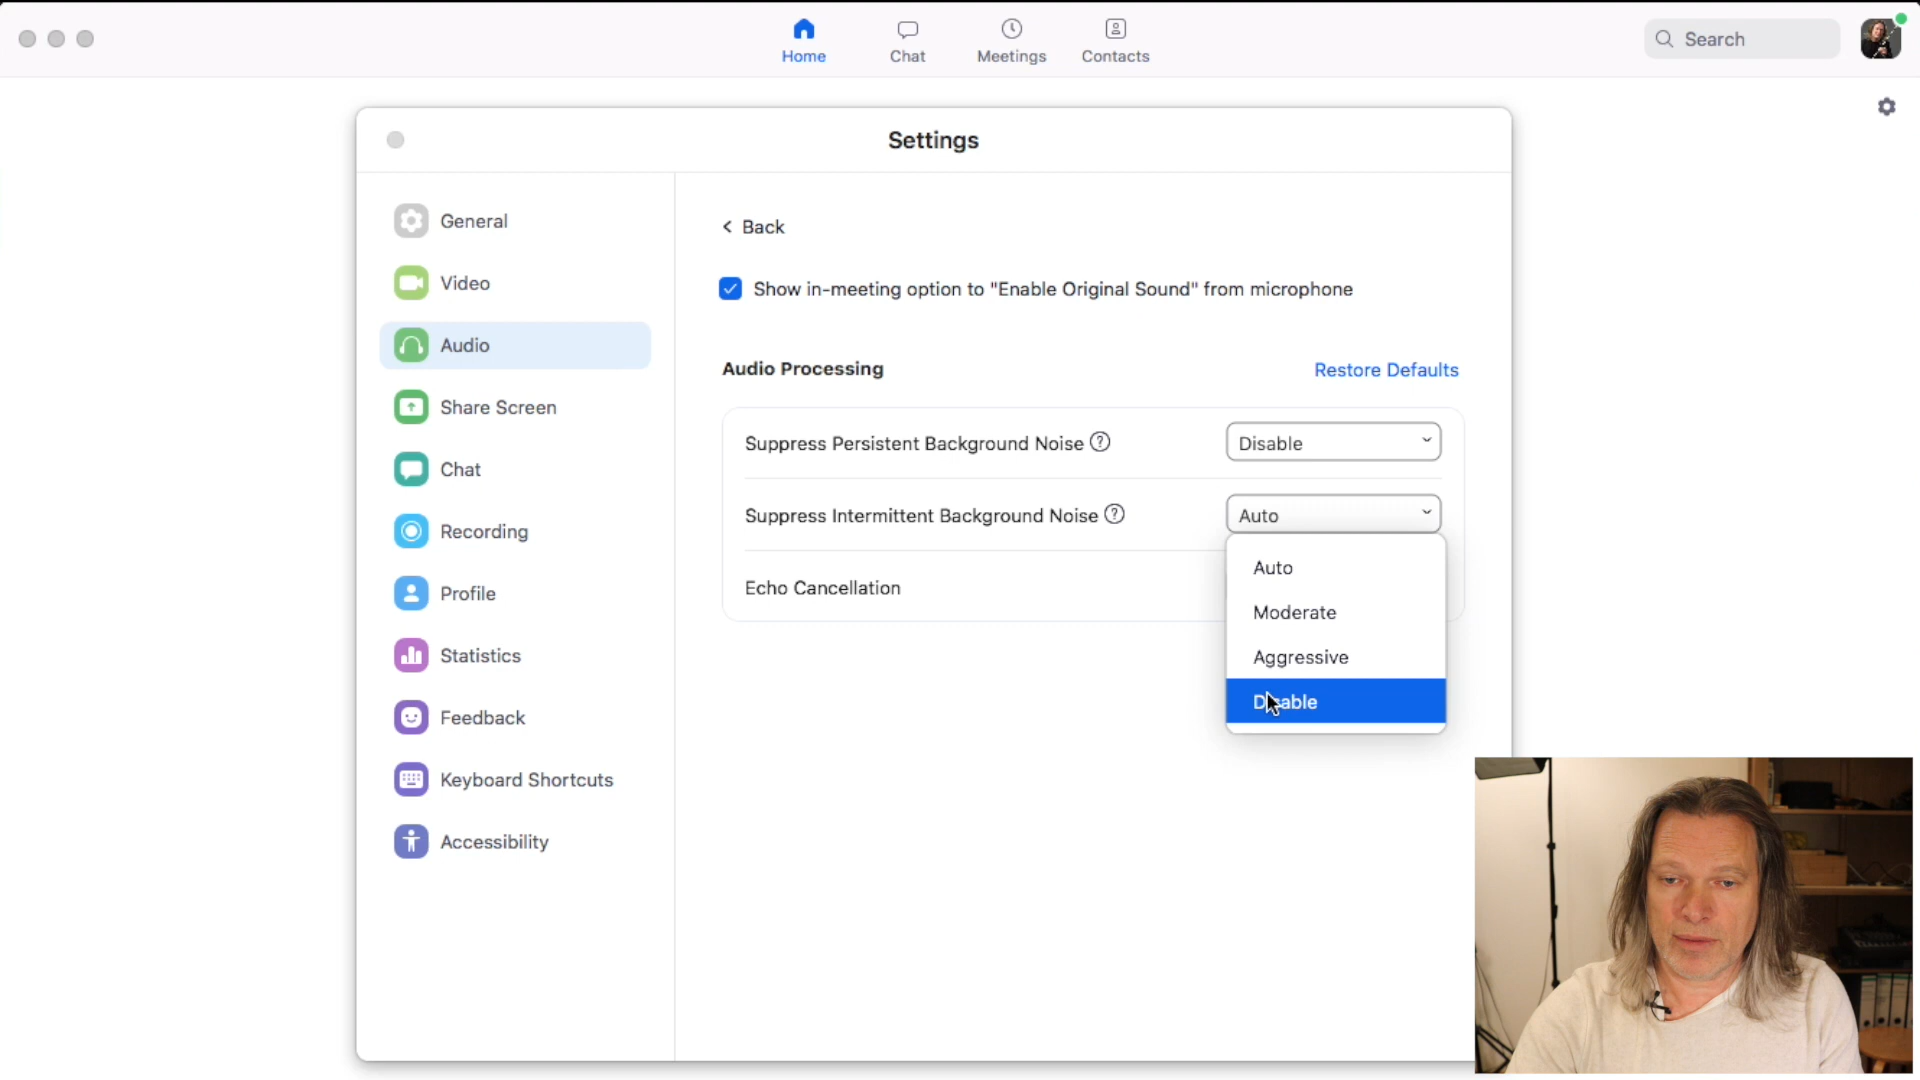 Home
Chat
Meetings
Contacts
Search
Settings
General
Video
Audio
Share Screen
Chat
Recording
Profile
Statistics
Feedback
Keyboard Shortcuts
Accessibility
< Back
Show in-meeting option to "Enable Original Sound" from microphone
Audio Processing
Restore Defaults
Suppress Persistent Background Noise ?
Disable
Suppress Intermittent Background Noise ?
Auto
Echo Cancellation
Auto
Moderate
Aggressive
Disable